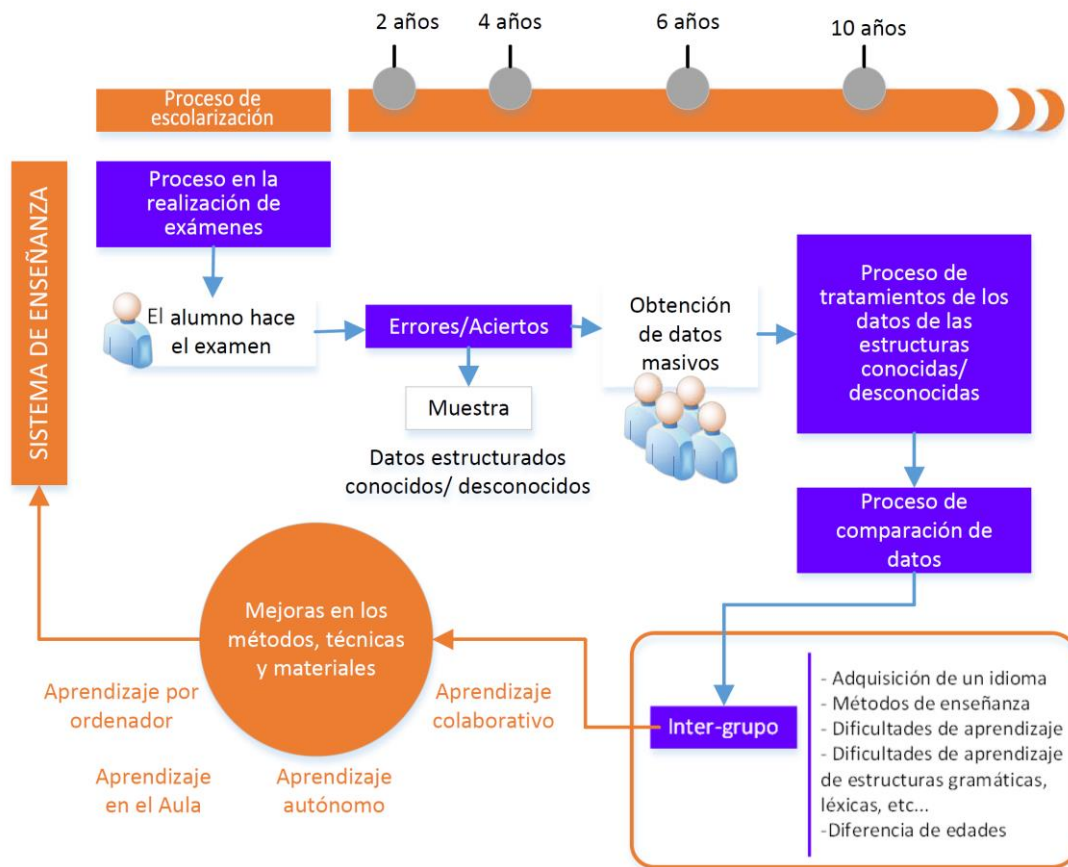 2 años
4 años
6 años
10 años
Proceso de
escolarización
SISTEMA DE ENSEÑANZA
Proceso en la
realización de
exámenes
El alumno hace
el examen
Errores/Aciertos
Muestra
Datos estructurados
conocidos/ desconocidos
Obtención
de datos
masivos
Proceso de
tratamientos de los
datos de las
estructuras
conocidas/
desconocidas
Proceso de
comparación de
datos
Inter-grupo
- Adquisición de un idioma
- Métodos de enseñanza
- Dificultades de aprendizaje
- Dificultades de aprendizaje
de estructuras gramáticas,
léxicas, etc...
-Diferencia de edades
Mejoras en los
métodos, técnicas
y materiales
Aprendizaje por
ordenador
Aprendizaje
colaborativo
Aprendizaje
en el Aula
Aprendizaje
autónomo